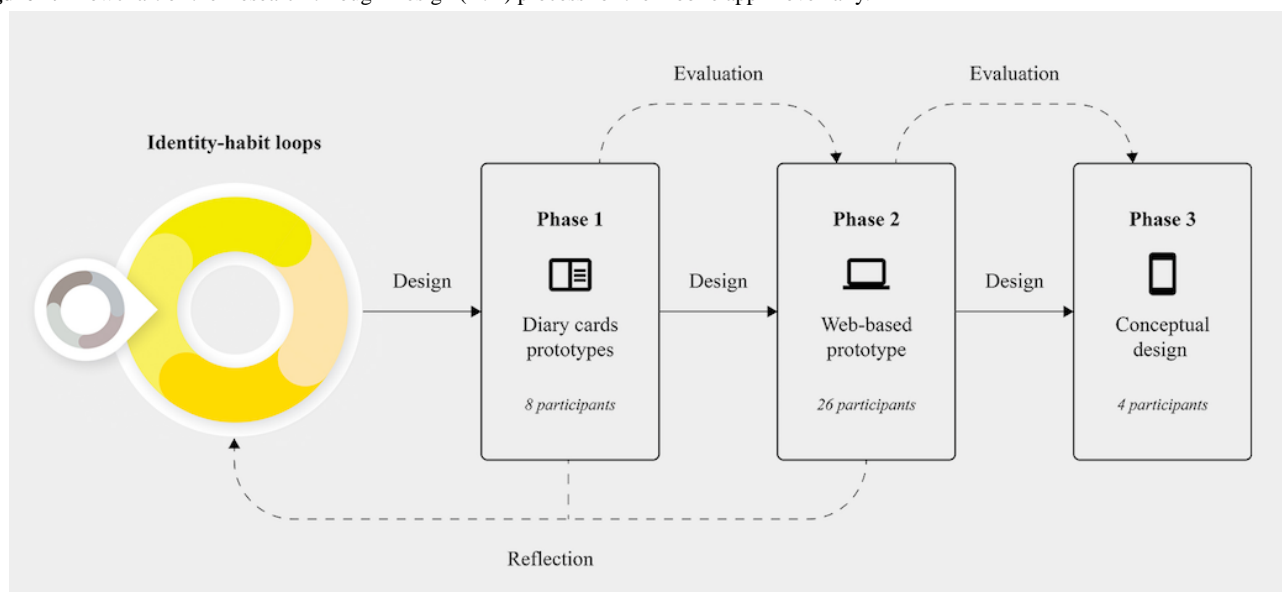 Evaluation
Evaluation
Identity-habit loops
Phase 1
Phase 2
Phase 3
Design
Design
Design
Diary cards
prototypes
Web-based
prototype
Conceptual
design
8 participants
26 participants
4 participants
Reflection